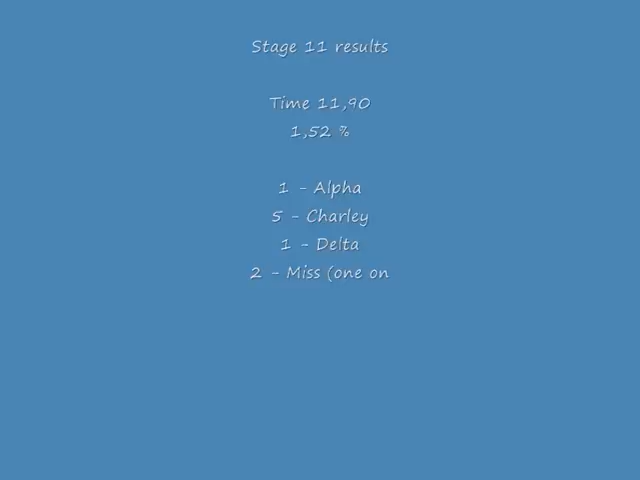 Stage 11 results
Time 11,90
1,52 %
1 - Alpha
5 - Charley
1 - Delta
2 - Miss (one on